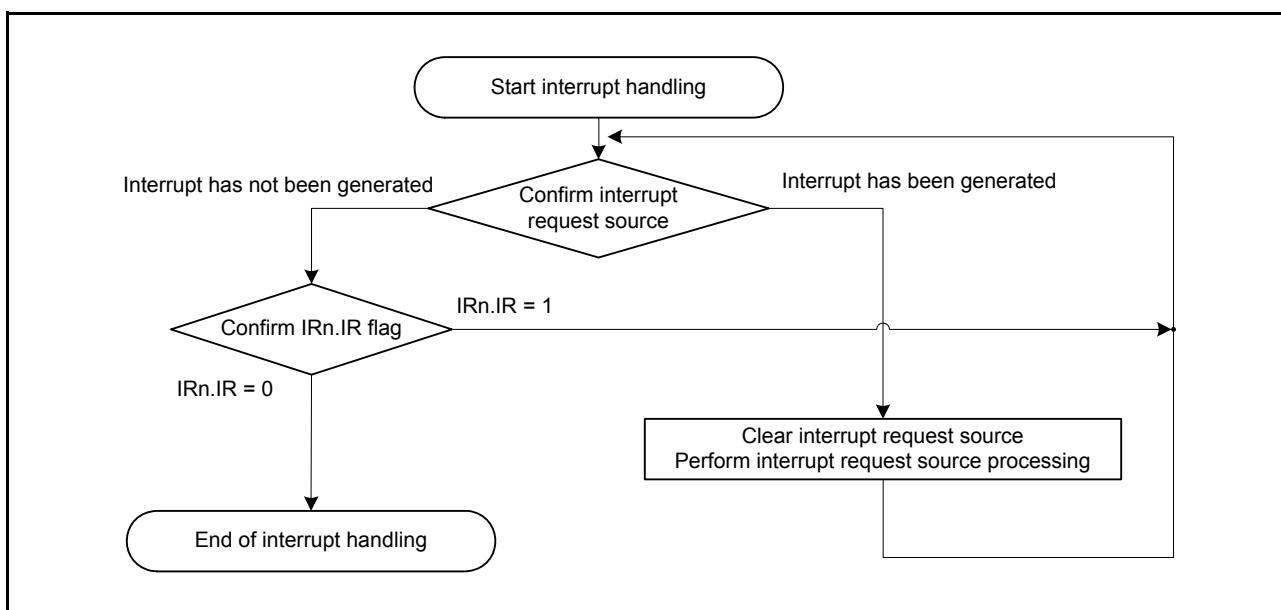 Start interrupt handling
Interrupt has not been generated
Interrupt has been generated
Confirm interrupt
request source
IRn.IR = 1
Confirm IRn.IR flag
IRn.IR = 0
Clear interrupt request source
Perform interrupt request source processing
End of interrupt handling